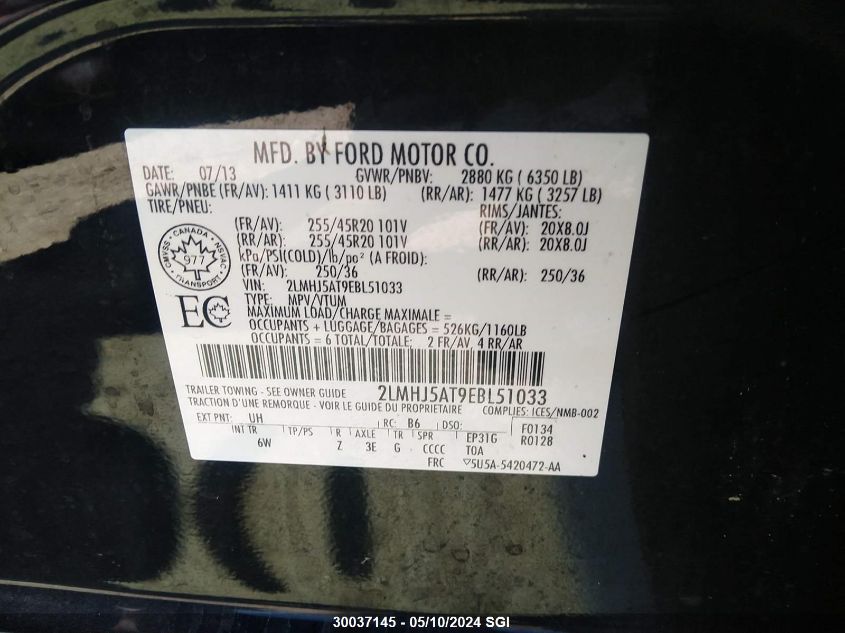 MFD. BY FORD MOTOR CO.
DATE: 07/13 GVWR/PNBV: 2880 KG ( 6350 LB)
GAWR/PNBE (FR/AV): 1411 KG ( 3110 LB) (RR/AR): 1477 KG ( 3257 LB)
TIRE/PNEU: RIMS/JANTES:
(FR/AV): 255/45R20 101V (FR/AV): 20X8.0J
(RR/AR): 255/45R20 101V (RR/AR): 20X8.0J
kPa/PSI(COLD)/lb/po² (A FROID):
(FR/AV): 250/36 (RR/AR): 250/36
CMVSS - CANADA - NSVAC
977
TRANSPORT
VIN: 2LMHJ5AT9EBL51033
EC TYPE: MPV/VTUM
MAXIMUM LOAD/CHARGE MAXIMALE =
OCCUPANTS + LUGGAGE/BAGAGES = 526KG/1160LB
OCCUPANTS = 6 TOTAL/TOTALE: 2 FR/AV, 4 RR/AR
TRAILER TOWING - SEE OWNER GUIDE 2LMHJ5AT9EBL51033
TRACTION D'UNE REMORQUE - VOIR LE GUIDE DU PROPRIETAIRE COMPLIES: ICES/NMB-002
EXT PNT: UH RC: B6 DSO: F0134
INT TR TP/PS R AXLE TR SPR EP31G R0128
6W Z 3E G CCCC T0A
FRC ▽5U5A-5420472-AA
30037145 - 05/10/2024 SGI